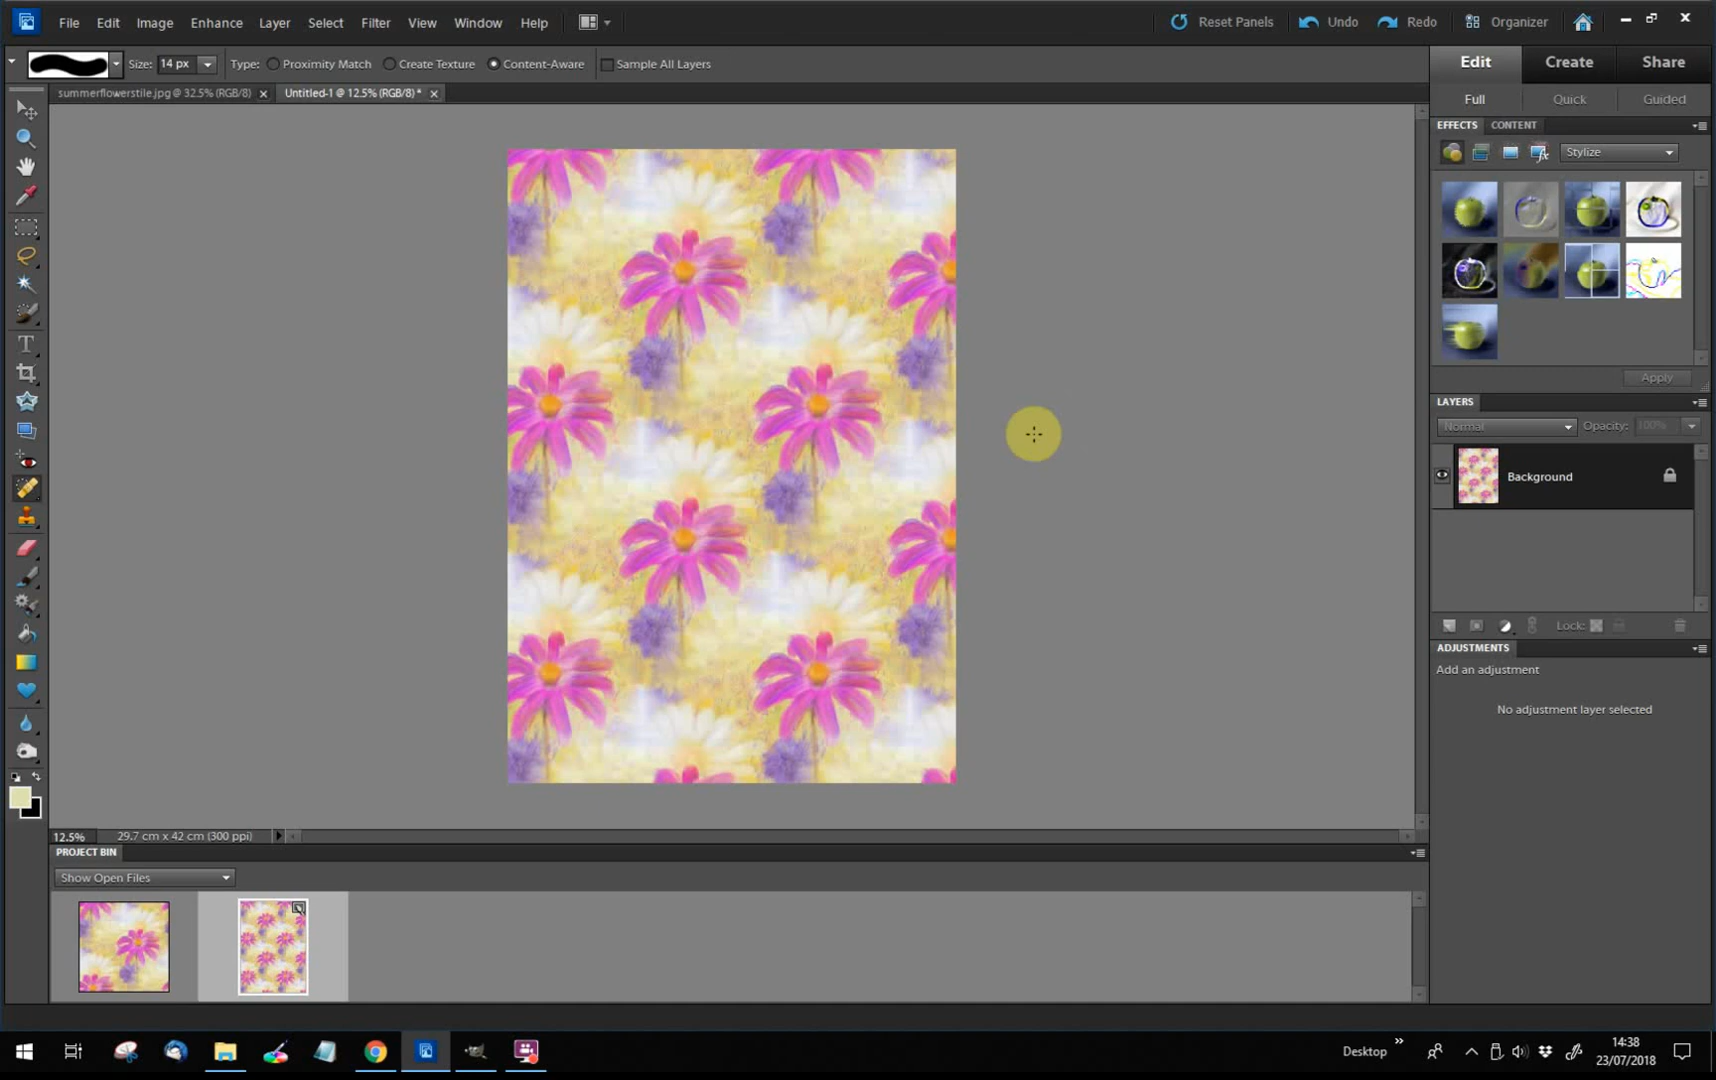 File Edit Image Enhance Layer Select Filter View Window Help Reset Panels Undo Redo Organizer
Size: 14 px Type: Proximity Match Create Texture Content-Aware Sample All Layers
Edit Create Share
summerflowerstile.jpg @ 32.5% (RGB/8) Untitled-1 @ 12.5% (RGB/8) *
Full Quick Guided
EFFECTS CONTENT
Stylize
Apply
LAYERS
Normal Opacity: 100%
Background
Lock:
ADJUSTMENTS
Add an adjustment
No adjustment layer selected
12.5% 29.7 cm x 42 cm (300 ppi)
PROJECT BIN
Show Open Files
Desktop
14:38
23/07/2018